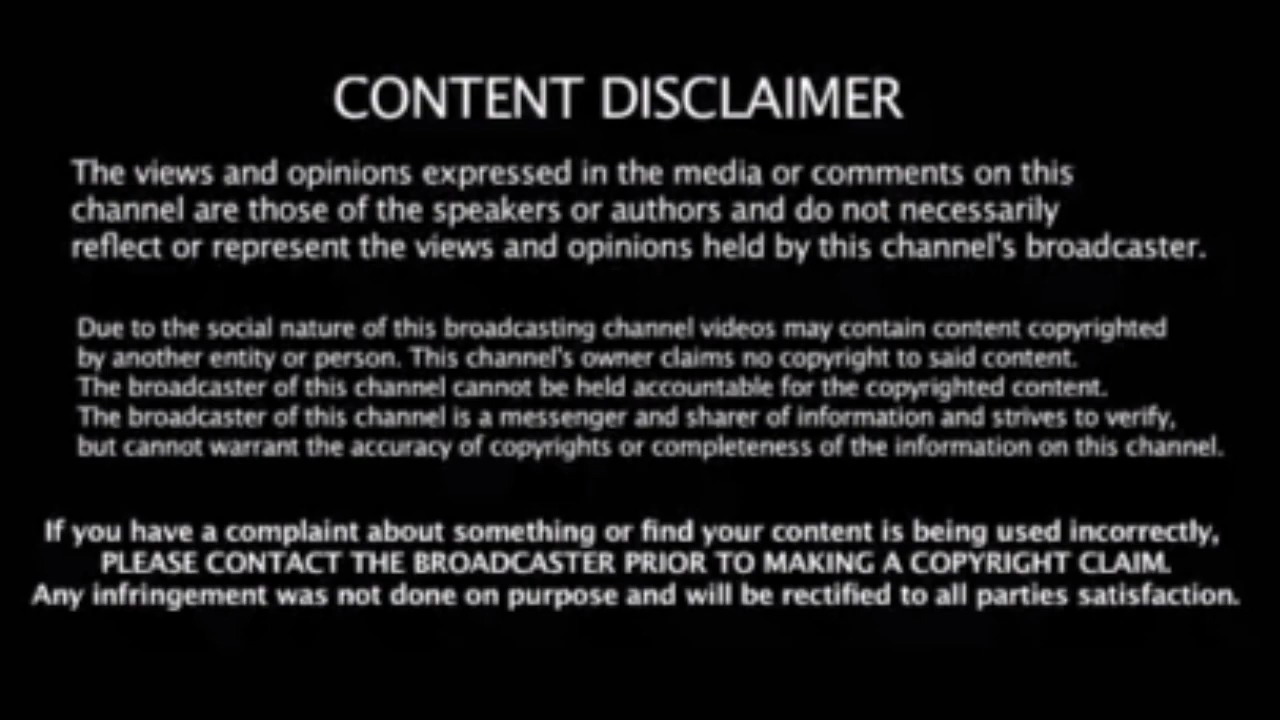 CONTENT DISCLAIMER
The views and opinions expressed in the media or comments on this
channel are those of the speakers or authors and do not necessarily
reflect or represent the views and opinions held by this channel's broadcaster.
Due to the social nature of this broadcasting channel videos may contain content copyrighted
by another entity or person. This channel's owner claims no copyright to said content.
The broadcaster of this channel cannot be held accountable for the copyrighted content.
The broadcaster of this channel is a messenger and sharer of information and strives to verify,
but cannot warrant the accuracy of copyrights or completeness of the information on this channel.
If you have a complaint about something or find your content is being used incorrectly,
PLEASE CONTACT THE BROADCASTER PRIOR TO MAKING A COPYRIGHT CLAIM.
Any infringement was not done on purpose and will be rectified to all parties satisfaction.